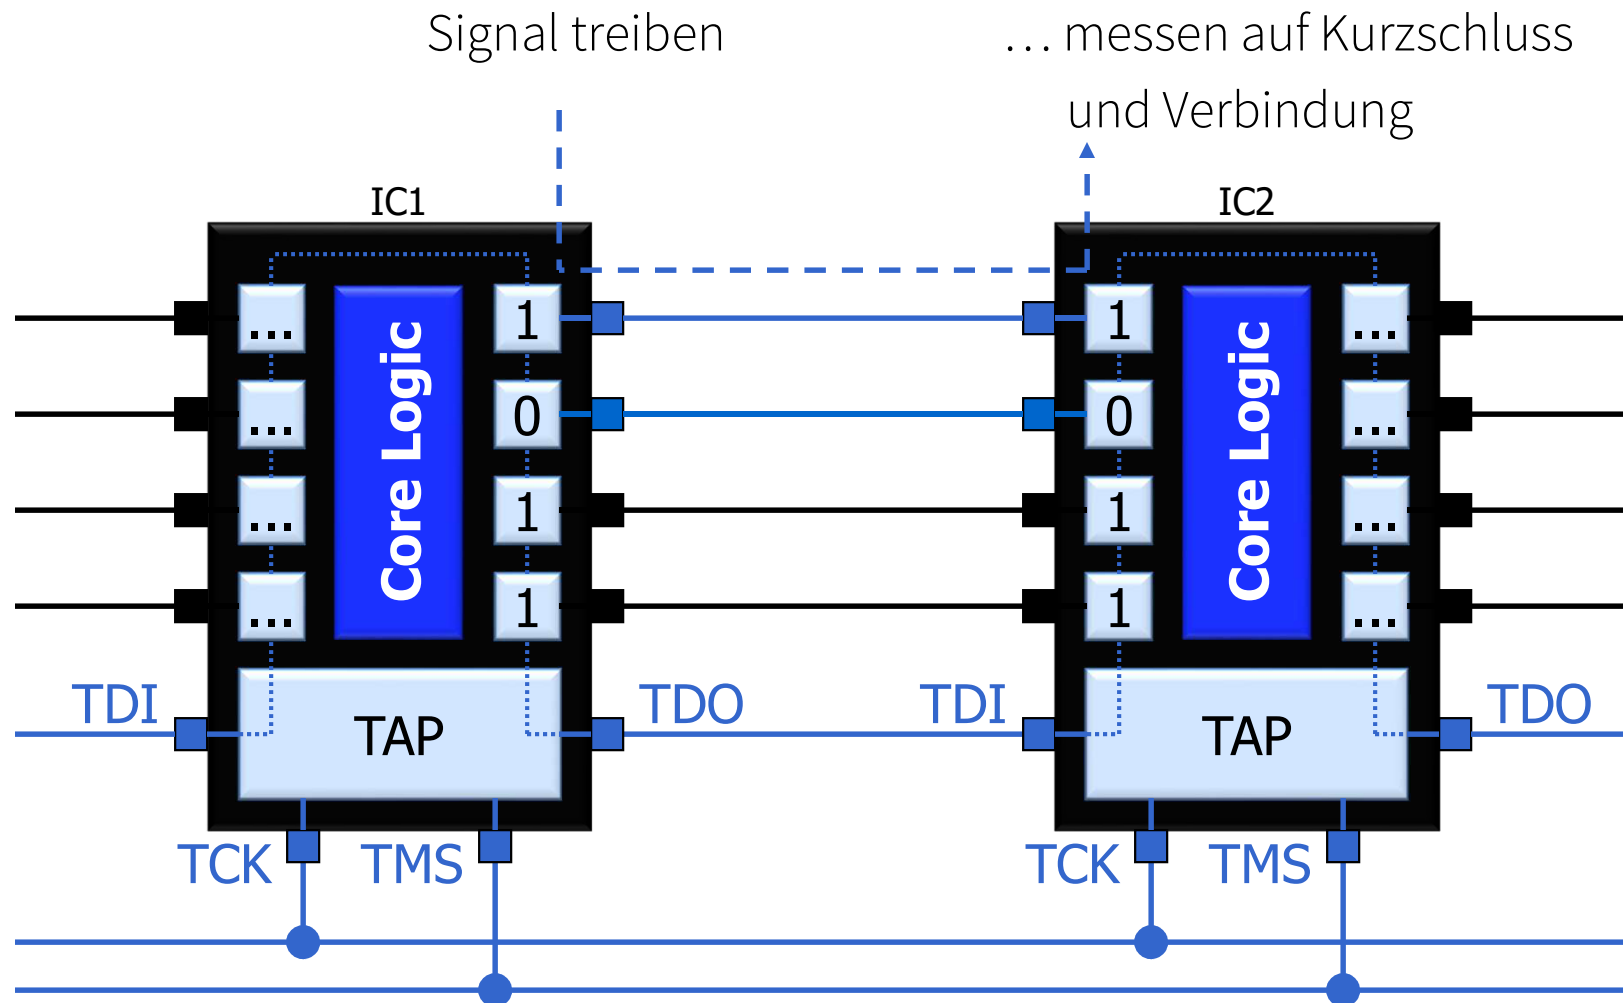 Signal treiben
... messen auf Kurzschluss
und Verbindung
IC1
IC2
... Core Logic 1
1 Core Logic ...
... 0
0 ...
... 1
1 ...
... 1
1 ...
TDI TAP TDO
TDI TAP TDO
TCK TMS
TCK TMS